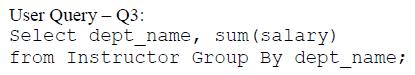 User Query – Q3:
Select dept_name, sum(salary)
from Instructor Group By dept_name;